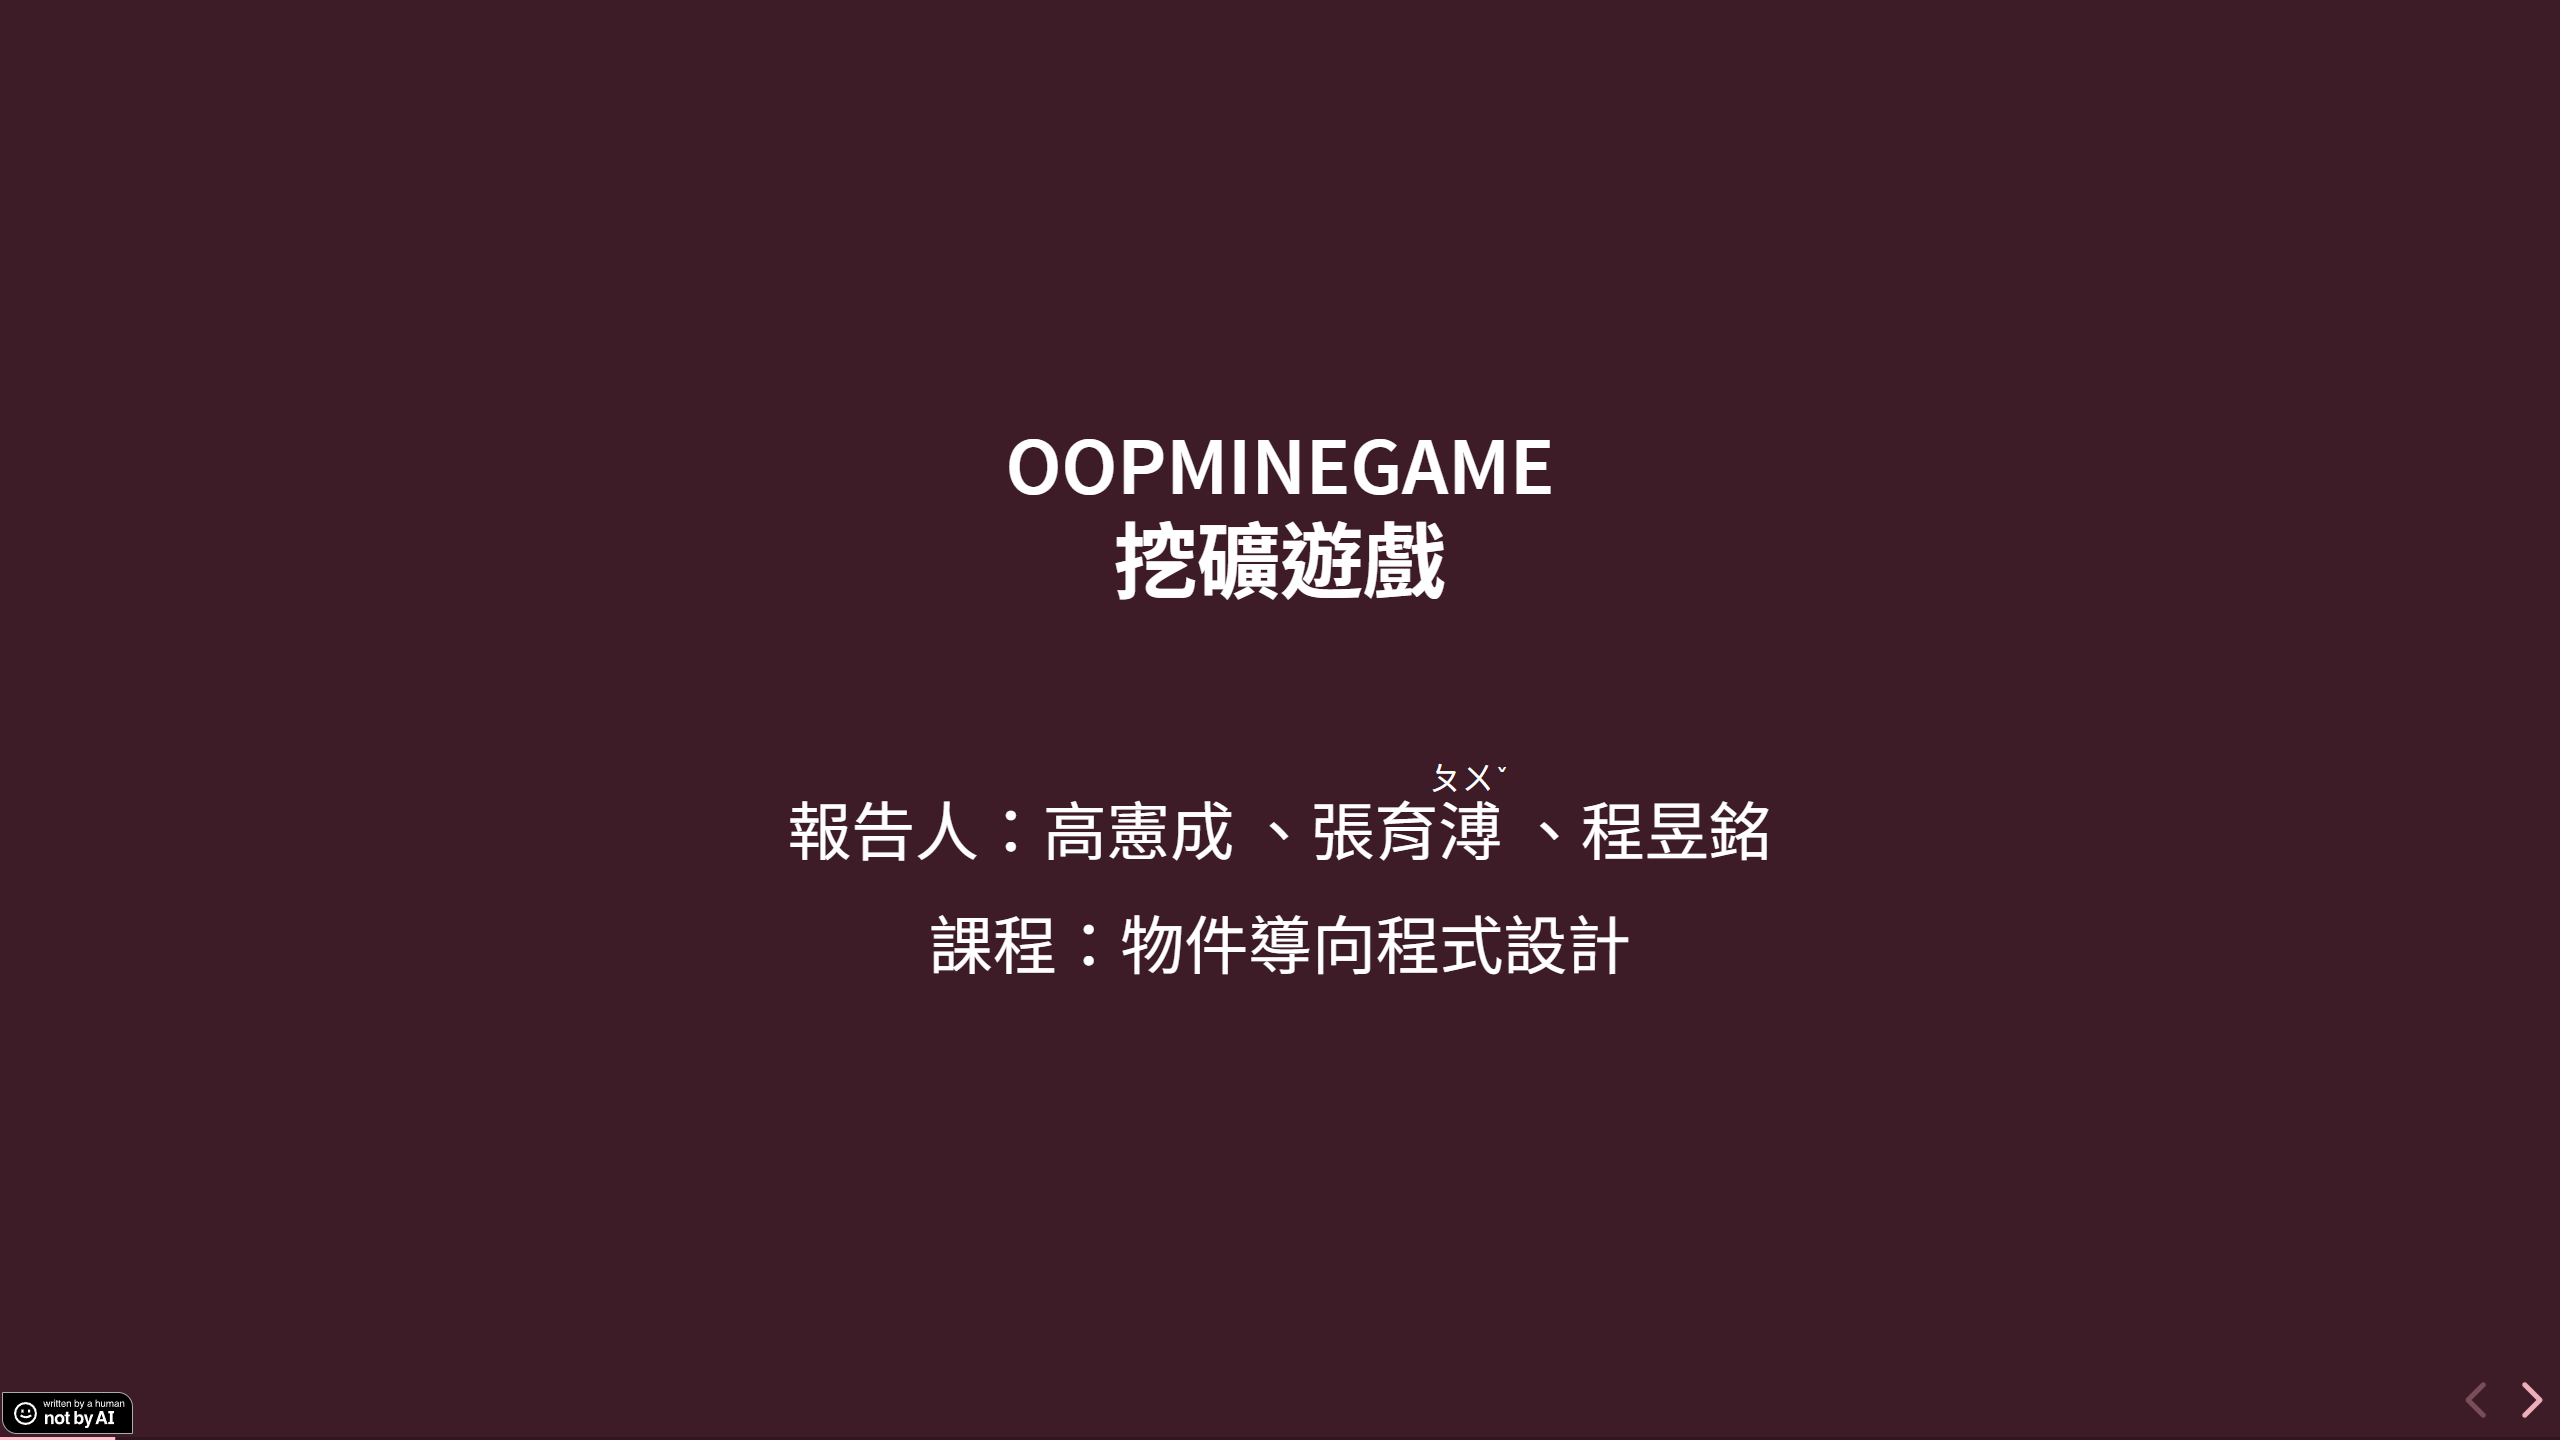 OOPMINEGAME
挖礦遊戲
ㄆㄨˇ
報告人：高憲成 、張育溥 、程昱銘
課程：物件導向程式設計
written by a human
not by AI